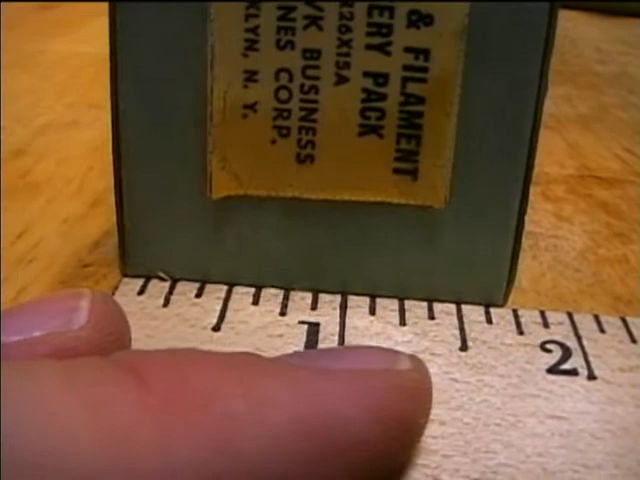 & FILAMENT
ERY PACK
R26X15A
K BUSINESS
NES CORP.
KLYN, N. Y.
1
2